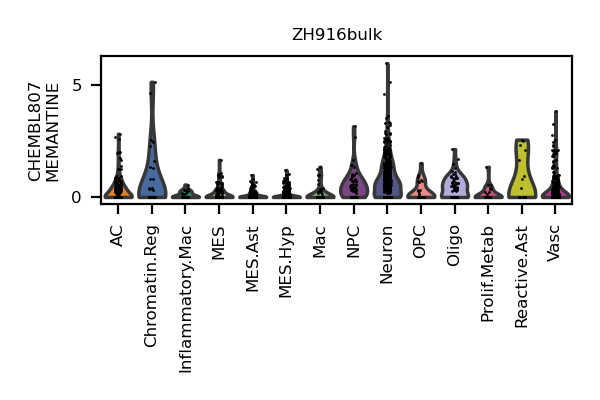 ZH916bulk
CHEMBL807
MEMANTINE
5
0
AC
Chromatin.Reg
Inflammatory.Mac
MES
MES.Ast
MES.Hyp
Mac
NPC
Neuron
OPC
Oligo
Prolif.Metab
Reactive.Ast
Vasc